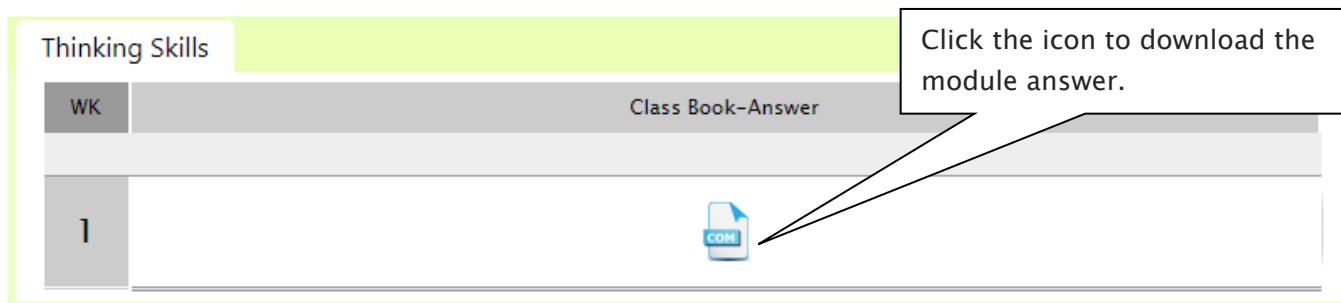 Thinking Skills
Click the icon to download the
module answer.
WK
Class Book-Answer
1
COM